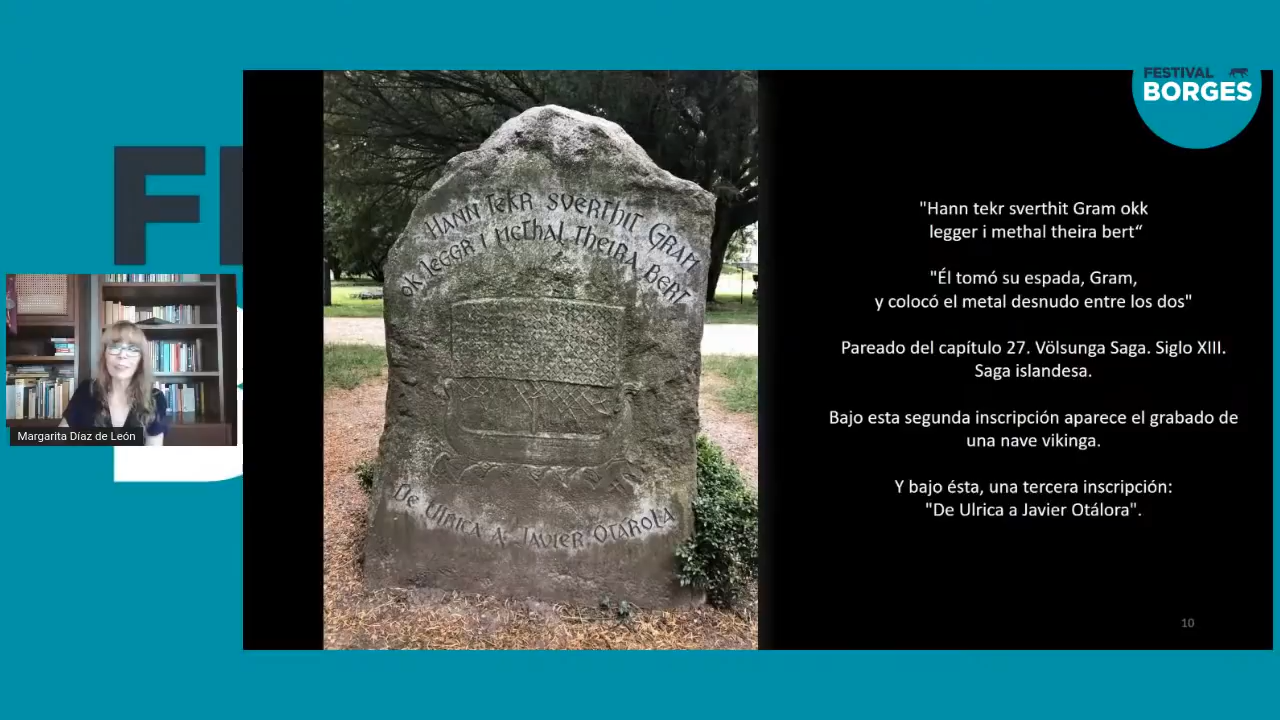 FESTIVAL
BORGES
HANN TEKR SVERTHIT GRAM
OK LEGGR I METHAL THEIRA BERT
DE ULRICA A JAVIER OTAROLA
"Hann tekr sverthit Gram okk
legger i methal theira bert“
"Él tomó su espada, Gram,
y colocó el metal desnudo entre los dos"
Pareado del capítulo 27. Völsunga Saga. Siglo XIII.
Saga islandesa.
Bajo esta segunda inscripción aparece el grabado de
una nave vikinga.
Y bajo ésta, una tercera inscripción:
"De Ulrica a Javier Otálora".
10
Margarita Díaz de León